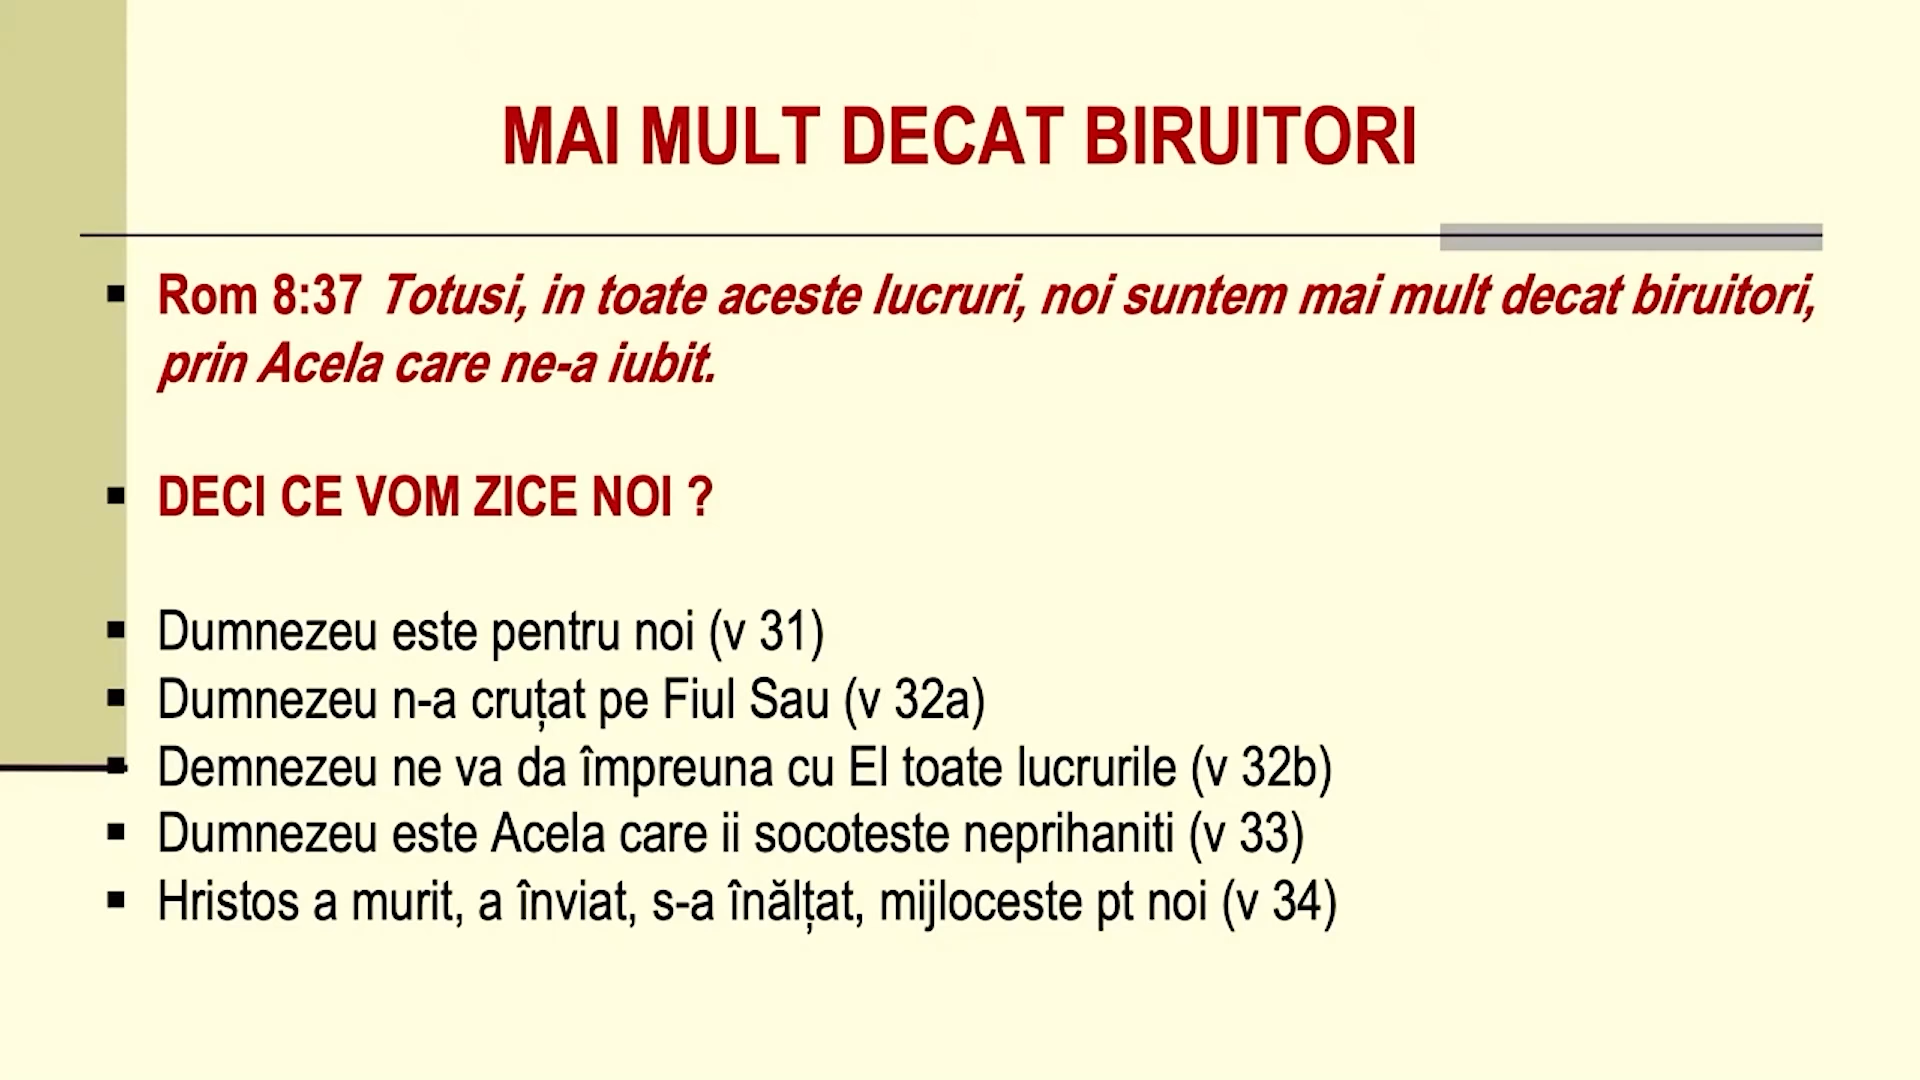 MAI MULT DECAT BIRUITORI
▪ Rom 8:37 Totusi, in toate aceste lucruri, noi suntem mai mult decat biruitori,
prin Acela care ne-a iubit.
▪ DECI CE VOM ZICE NOI ?
▪ Dumnezeu este pentru noi (v 31)
▪ Dumnezeu n-a cruțat pe Fiul Sau (v 32a)
▪ Demnezeu ne va da împreuna cu El toate lucrurile (v 32b)
▪ Dumnezeu este Acela care ii socoteste neprihaniti (v 33)
▪ Hristos a murit, a înviat, s-a înălțat, mijloceste pt noi (v 34)